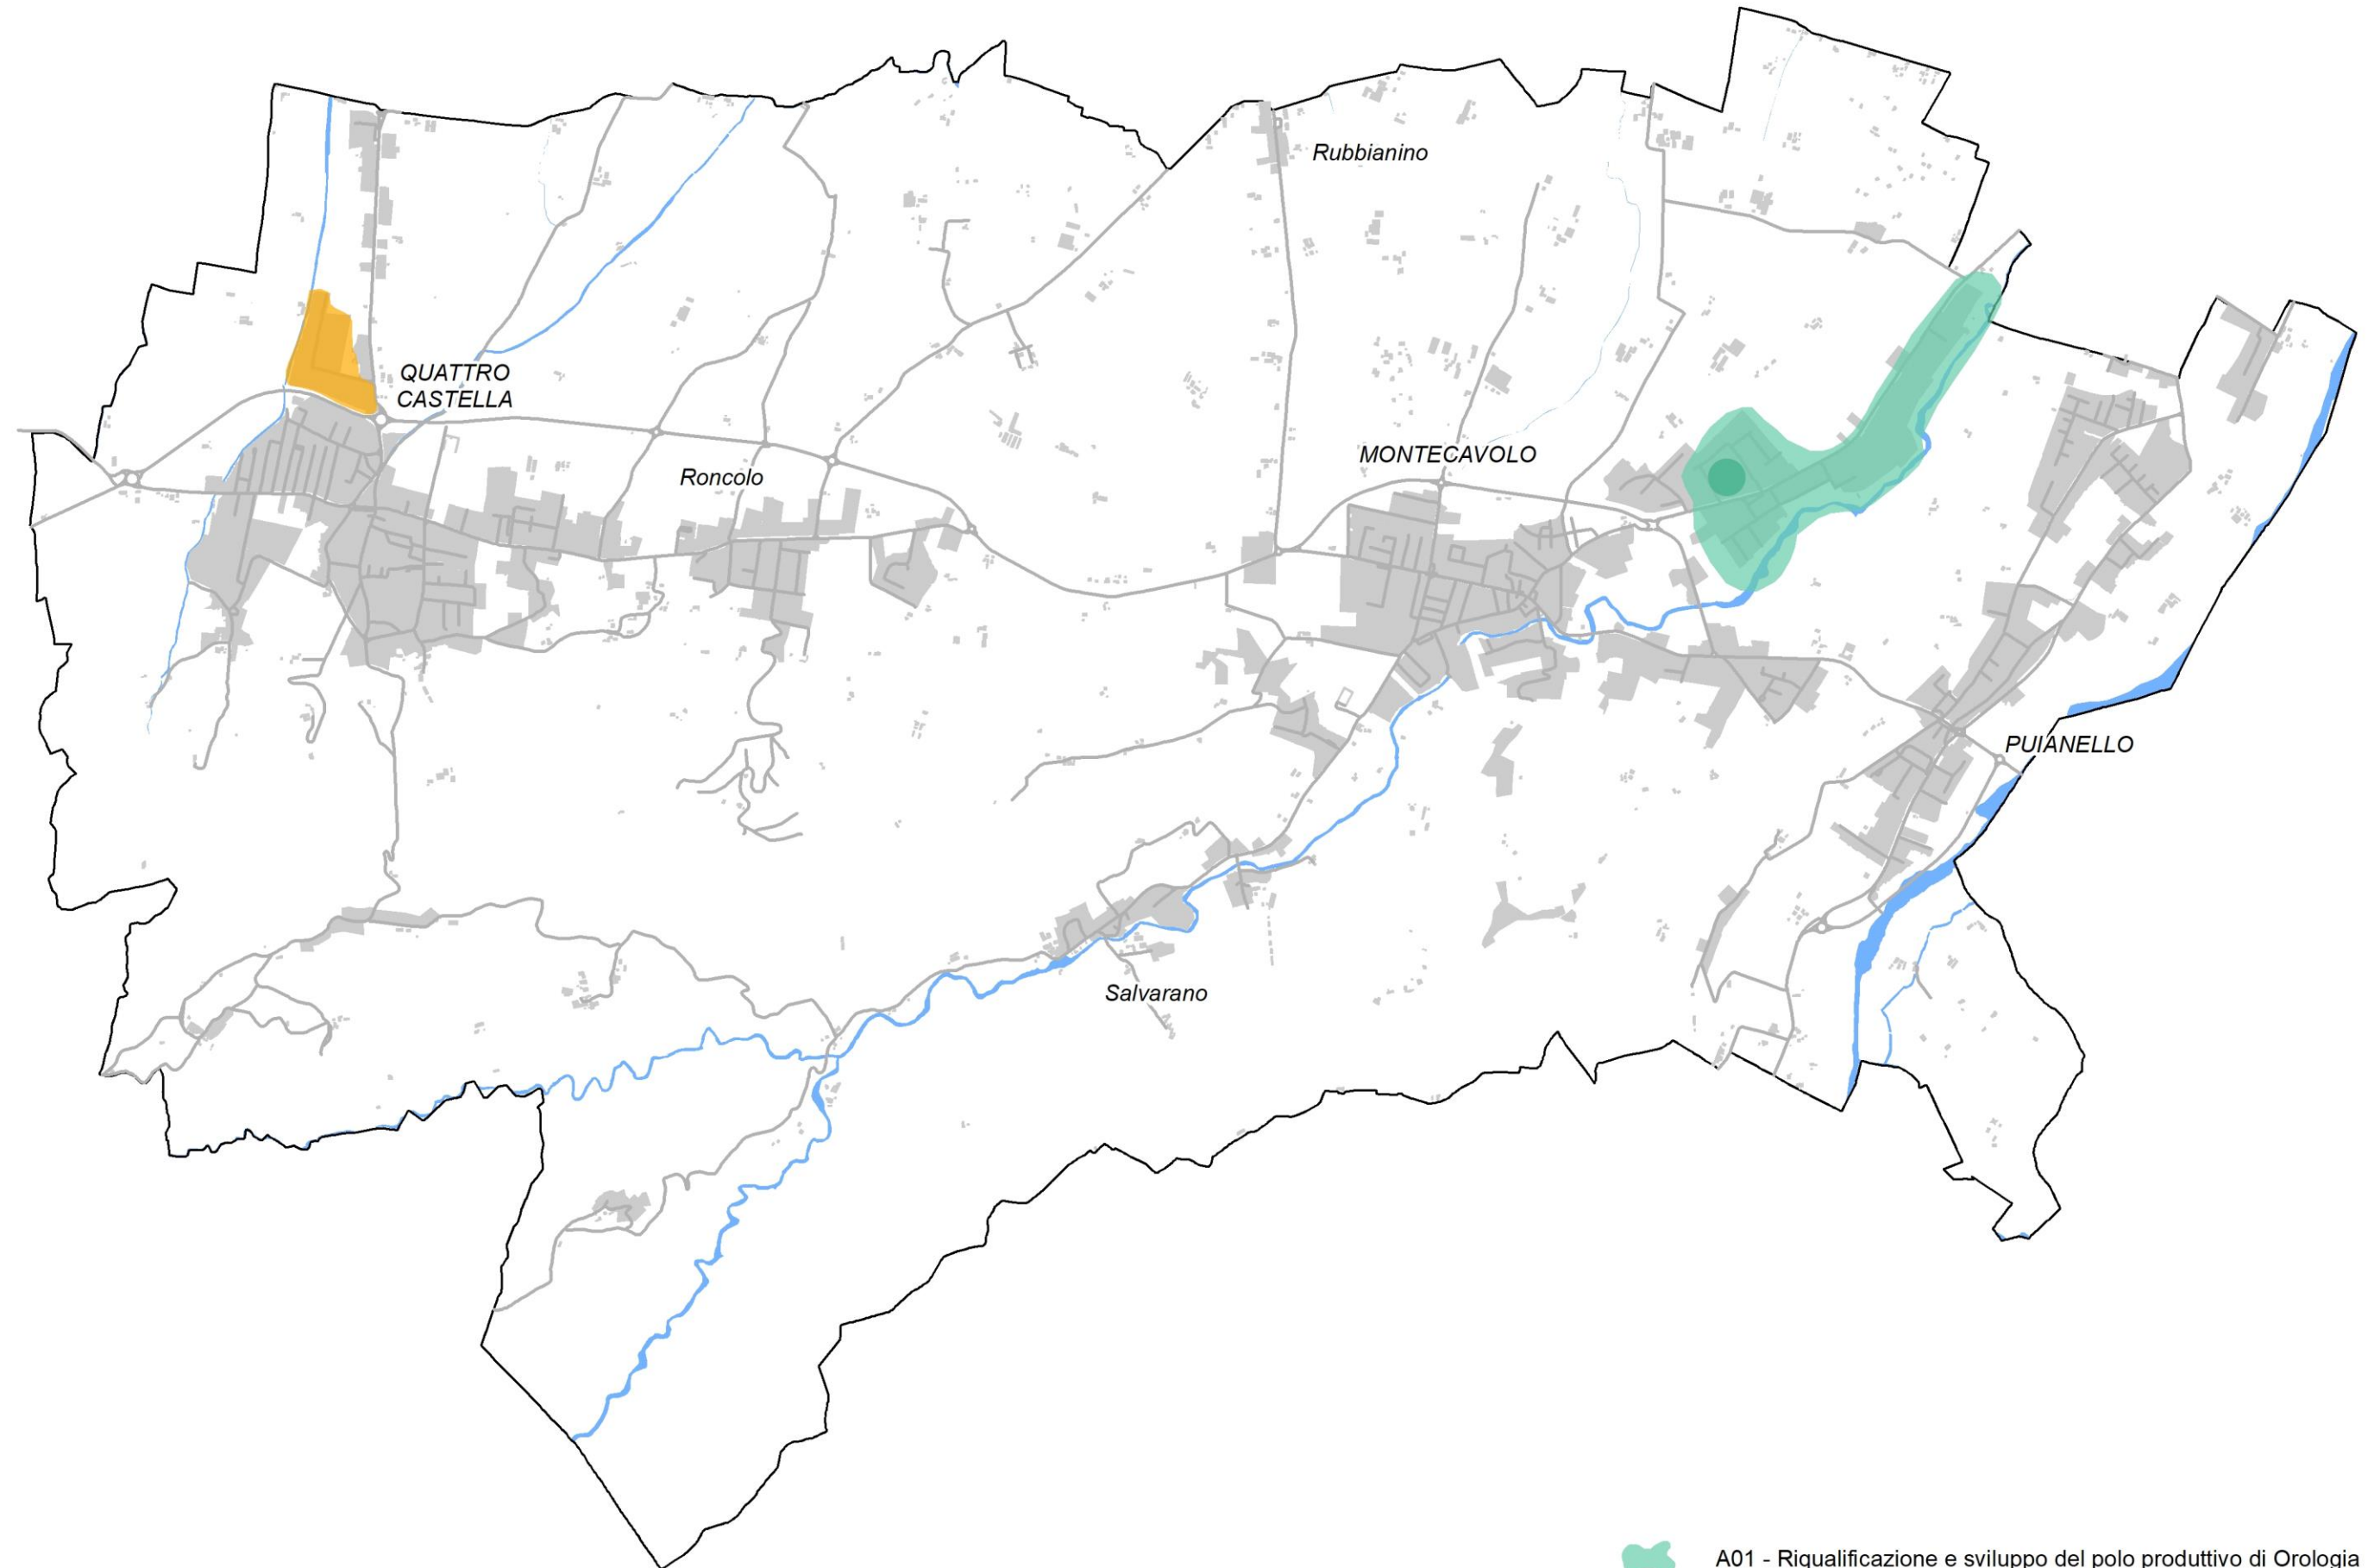 Rubbianino
QUATTRO
CASTELLA
MONTECAVOLO
Roncolo
PUIANELLO
Salvarano
A01 - Riqualificazione e sviluppo del polo produttivo di Orologia